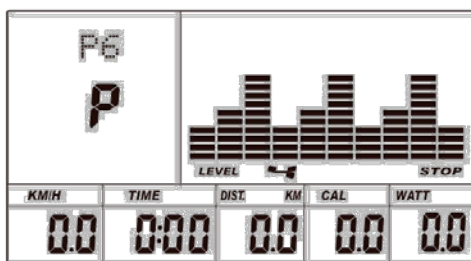 P6
P
LEVEL 4 STOP
KM/H TIME DIST. KM CAL WATT
0.0 0:00 0.0 0.0 0.0